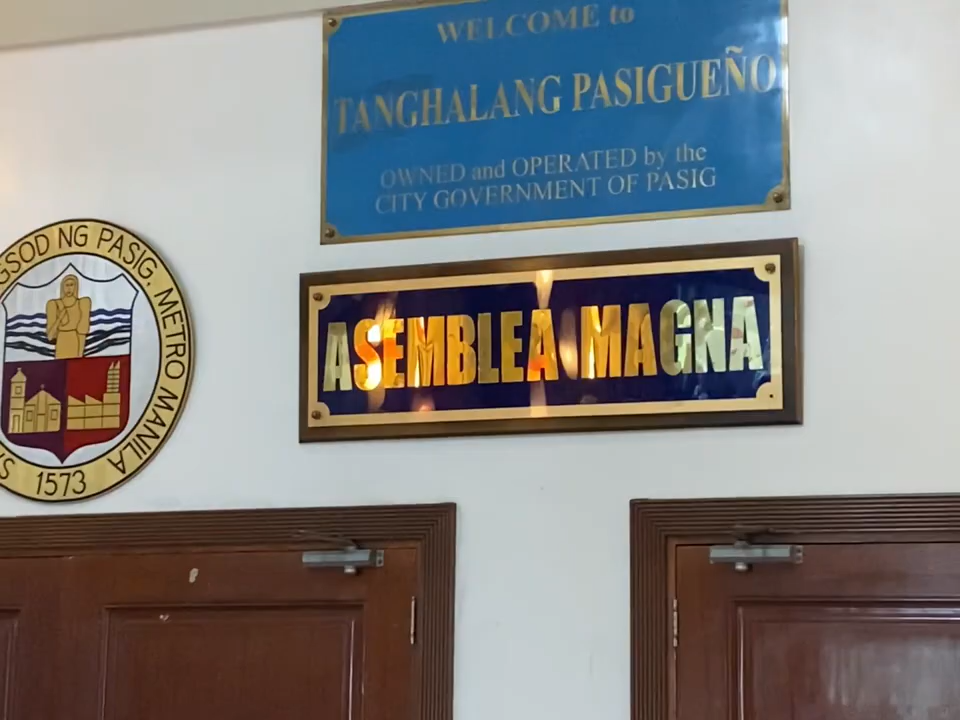 WELCOME to
TANGHALANG PASIGUEÑO
OWNED and OPERATED by the
CITY GOVERNMENT OF PASIG
ASEMBLEA MAGNA
NG PASIG, METRO MANILA
1573